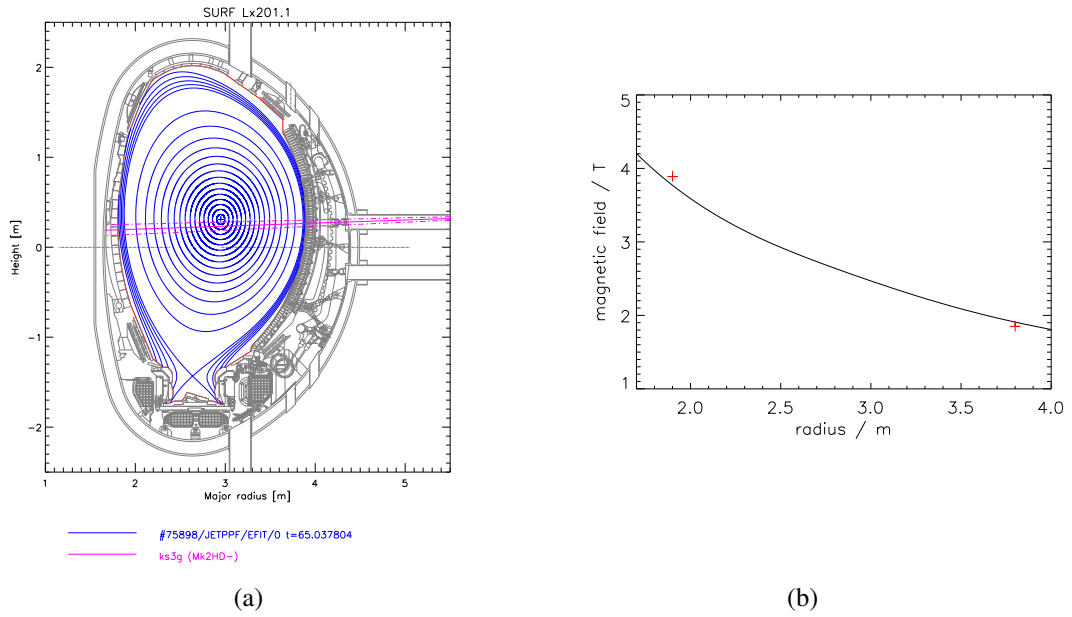 SURF Lx201.1
2
1
0
-1
-2
Height [m]
1
2
3
4
5
Major radius [m]
#75898/JETPPF/EFIT/0 t=65.037804
ks3g (Mk2HD-)
(a)
5
4
3
2
1
magnetic field / T
2.0
2.5
3.0
3.5
4.0
radius / m
(b)